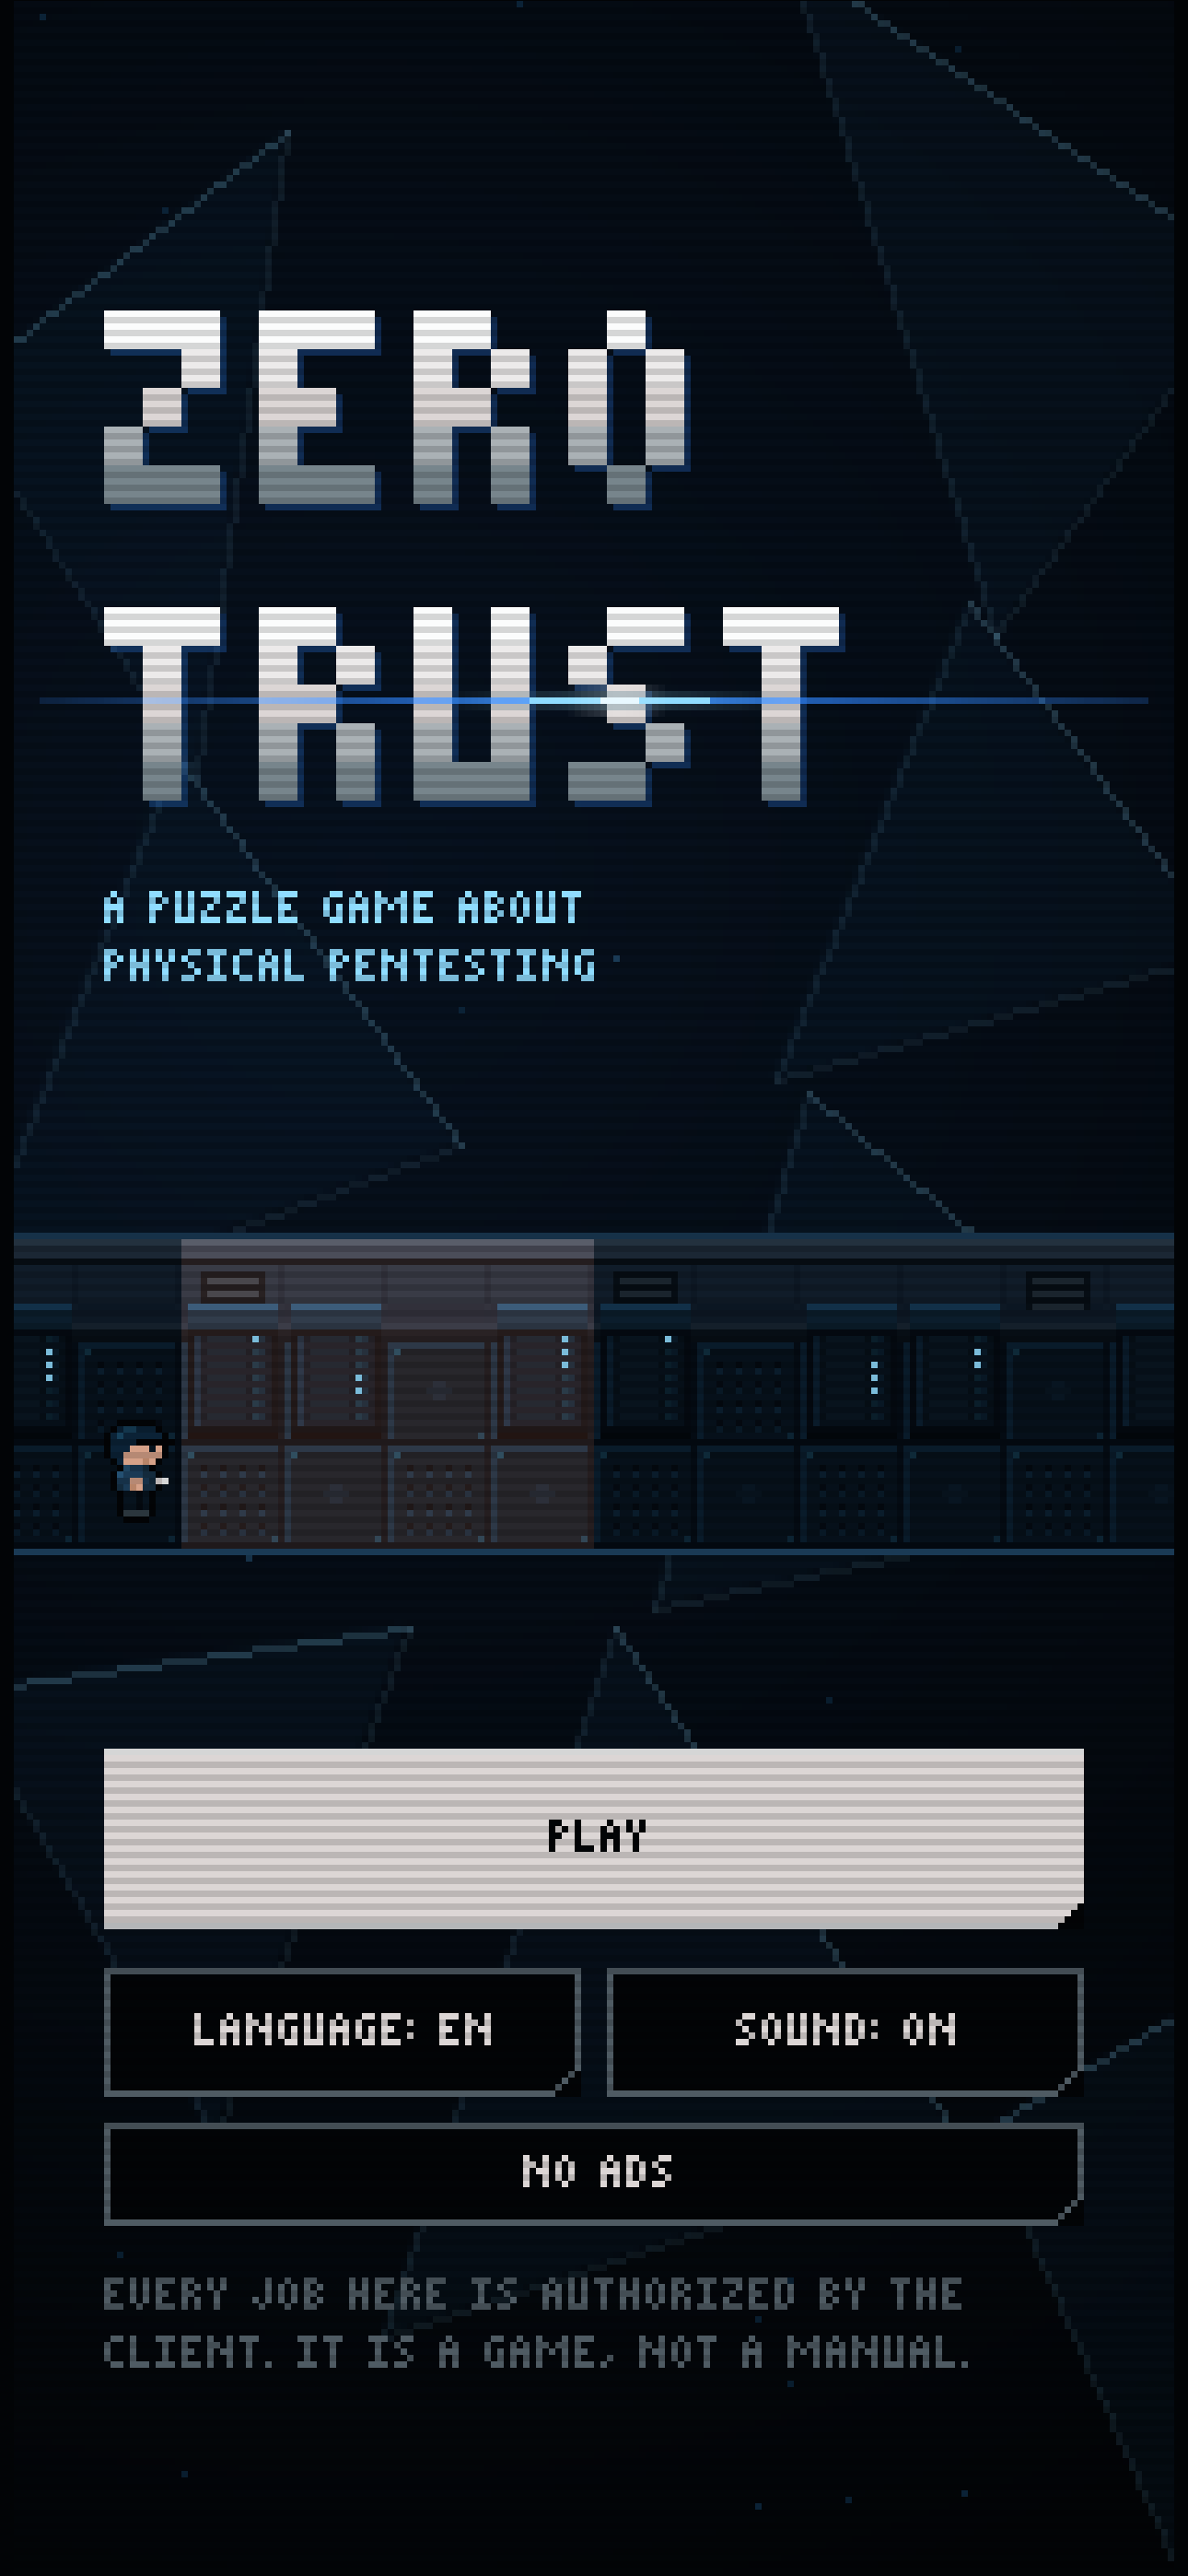 ZERO
TRUST
A PUZZLE GAME ABOUT
PHYSICAL PENTESTING
PLAY
LANGUAGE: EN
SOUND: ON
NO ADS
EVERY JOB HERE IS AUTHORIZED BY THE
CLIENT. IT IS A GAME, NOT A MANUAL.